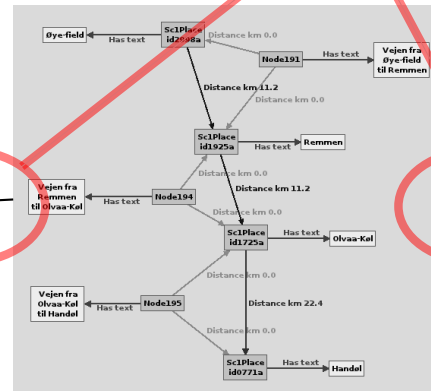 Øye-field
Has text
Sc1Place
id2098a
Distance km 0.0
Node191
Has text
Vejen fra
Øye-field
til Remmen
Distance km 11.2
Distance km 0.0
Sc1Place
id1925a
Has text
Remmen
Distance km 0.0
Distance km 11.2
Vejen fra
Remmen
til Olvaa-Køl
Has text
Node194
Distance km 0.0
Sc1Place
id1725a
Has text
Olvaa-Køl
Distance km 0.0
Vejen fra
Olvaa-Køl
til Handøl
Has text
Node195
Distance km 22.4
Distance km 0.0
Sc1Place
id0771a
Has text
Handøl